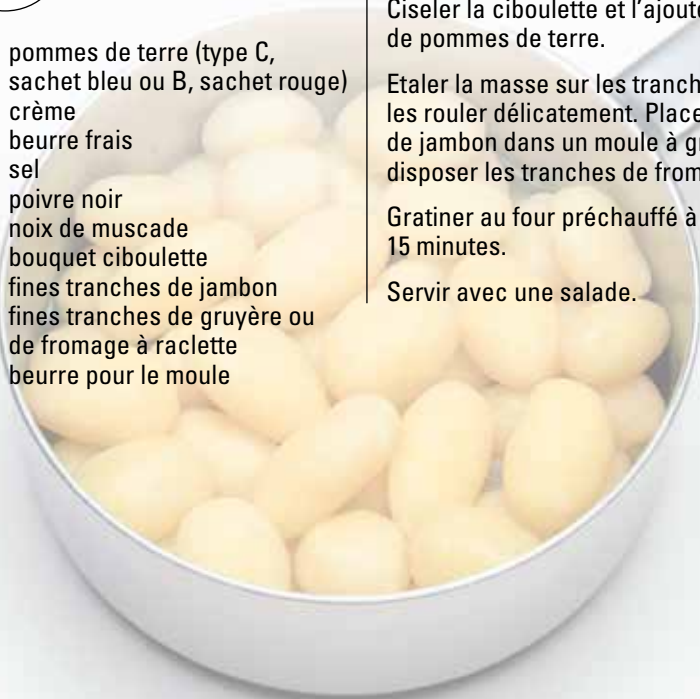 pommes de terre (type C,
sachet bleu ou B, sachet rouge)
crème
beurre frais
sel
poivre noir
noix de muscade
bouquet ciboulette
fines tranches de jambon
fines tranches de gruyère ou
de fromage à raclette
beurre pour le moule
Ciseler la ciboulette et l'ajoute
de pommes de terre.
Etaler la masse sur les tranch
les rouler délicatement. Place
de jambon dans un moule à gr
disposer les tranches de from
Gratiner au four préchauffé à
15 minutes.
Servir avec une salade.